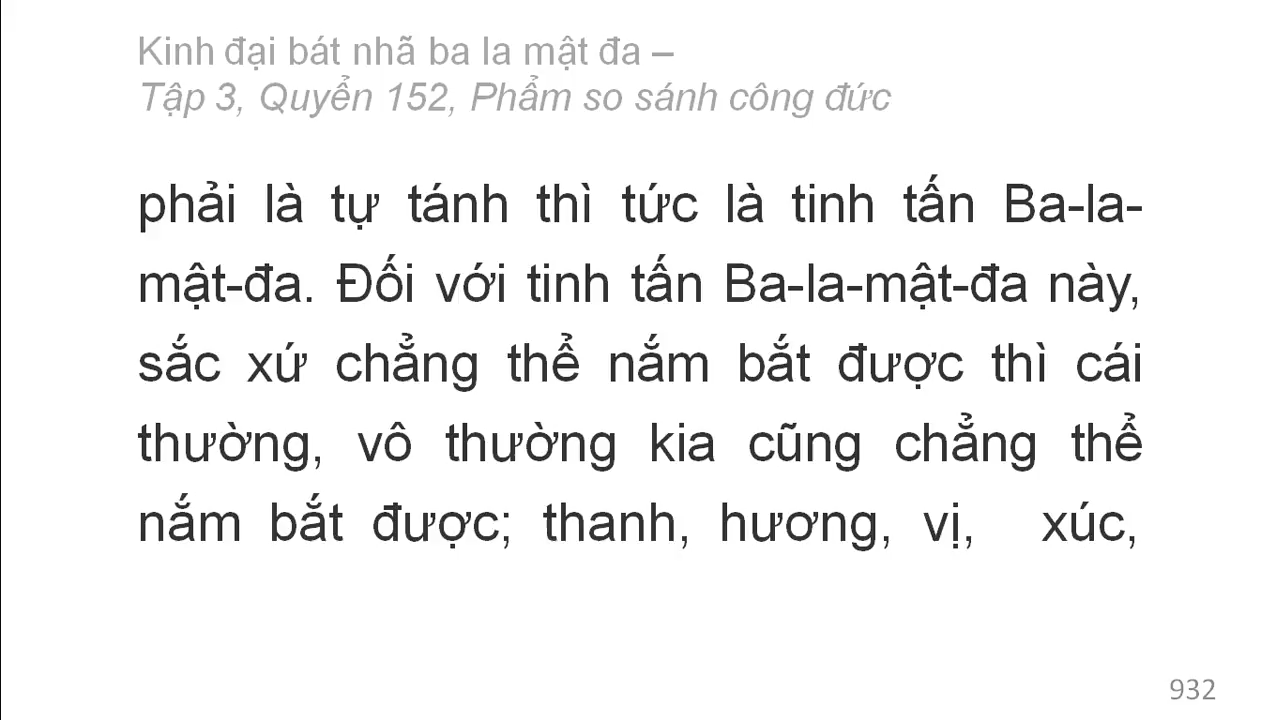 Kinh đại bát nhã ba la mật đa –
Tập 3, Quyển 152, Phẩm so sánh công đức
phải là tự tánh thì tức là tinh tấn Ba-la-
mật-đa. Đối với tinh tấn Ba-la-mật-đa này,
sắc xứ chẳng thể nắm bắt được thì cái
thường, vô thường kia cũng chẳng thể
nắm bắt được; thanh, hương, vị, xúc,
932